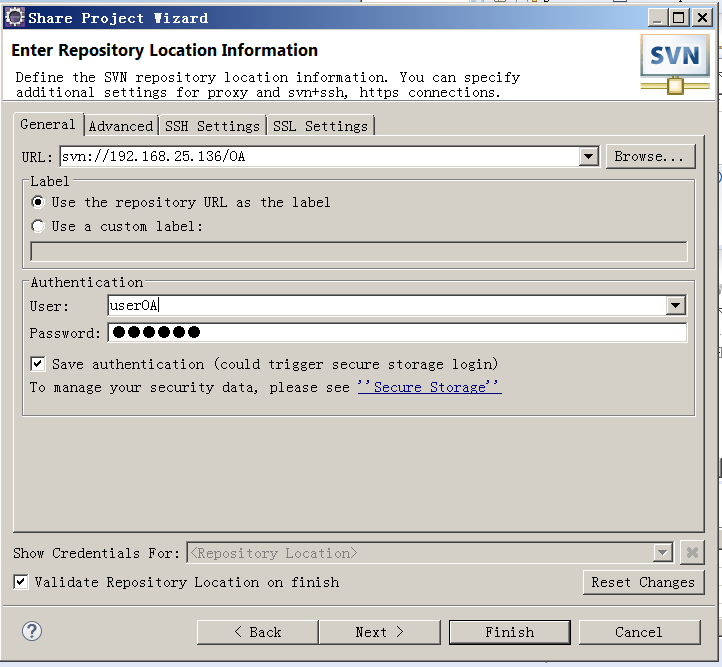 Share Project Wizard
Enter Repository Location Information
SVN
Define the SVN repository location information. You can specify
additional settings for proxy and svn+ssh, https connections.
General Advanced SSH Settings SSL Settings
URL: svn://192.168.25.136/OA Browse...
Label
Use the repository URL as the label
Use a custom label:
Authentication
User: userOA
Password: ●●●●●●
Save authentication (could trigger secure storage login)
To manage your security data, please see ''Secure Storage''
Show Credentials For: <Repository Location>
Validate Repository Location on finish Reset Changes
? < Back Next > Finish Cancel